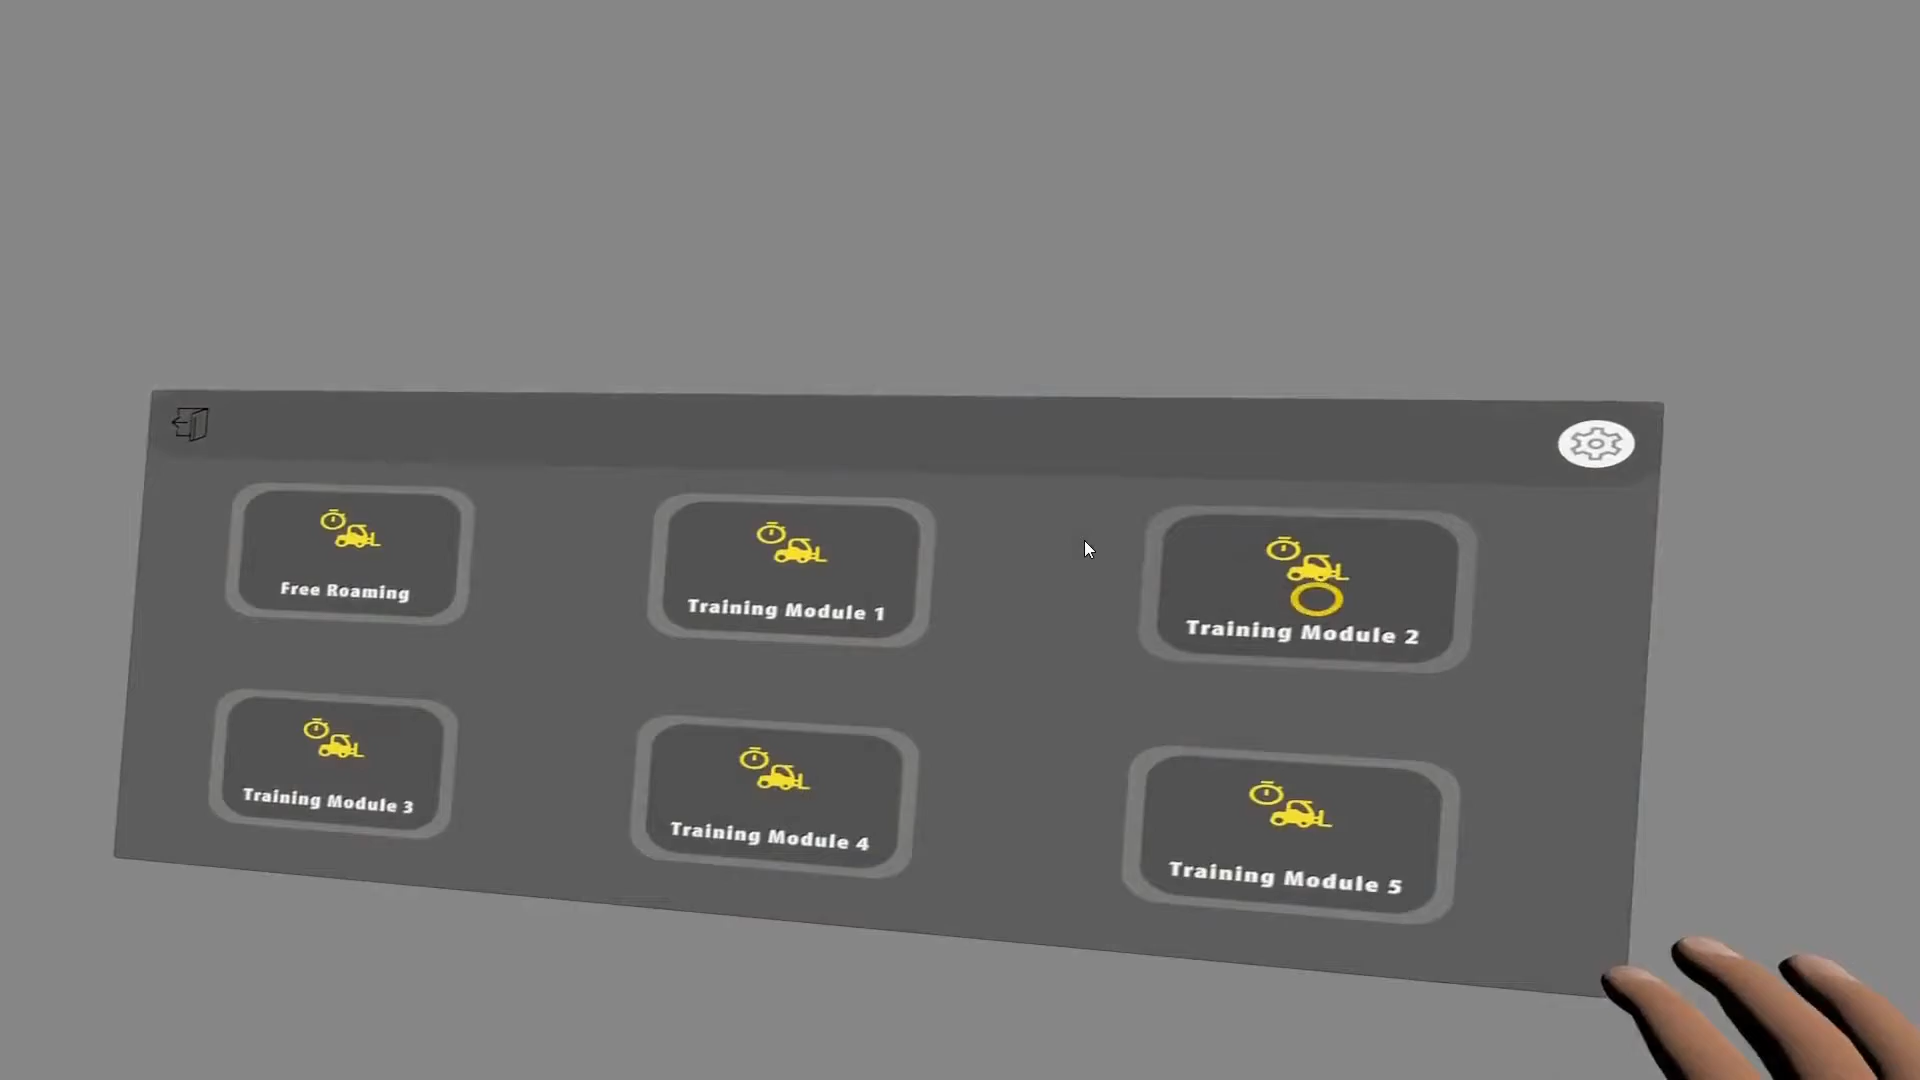 Free Roaming
Training Module 1
Training Module 2
Training Module 3
Training Module 4
Training Module 5